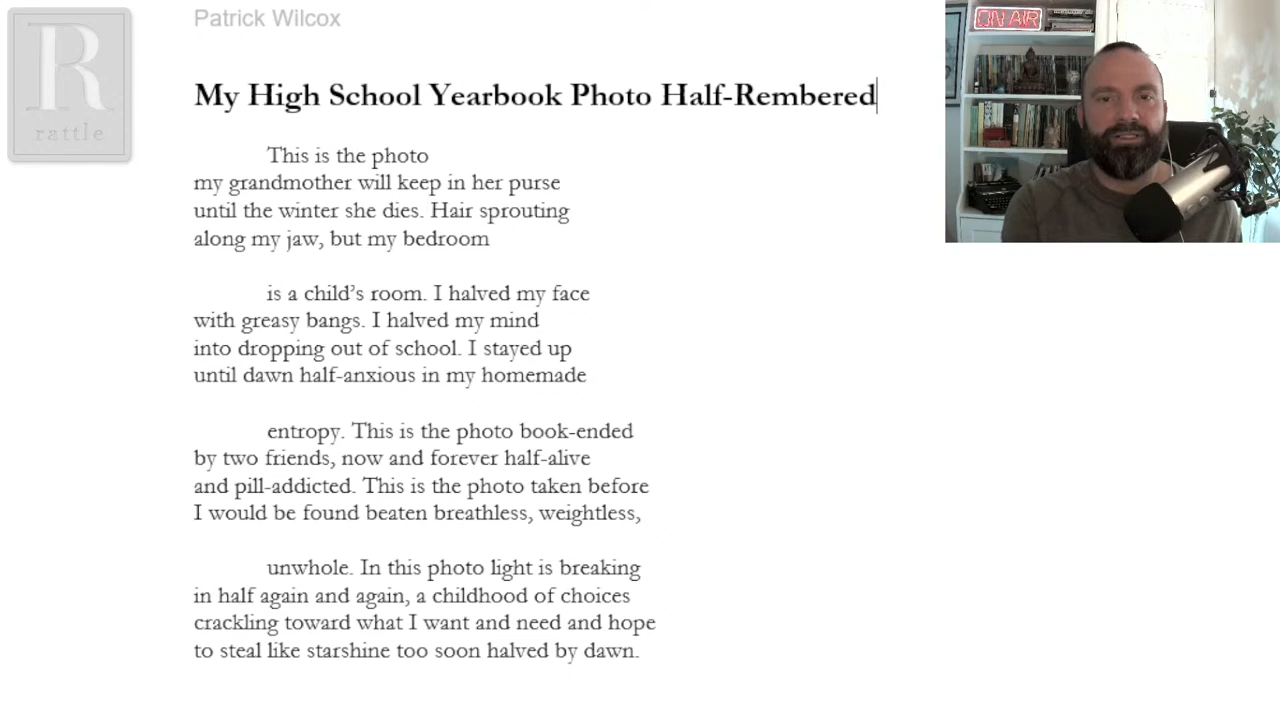 Patrick Wilcox
R
rattle
ON AIR
My High School Yearbook Photo Half-Rembered
This is the photo
my grandmother will keep in her purse
until the winter she dies. Hair sprouting
along my jaw, but my bedroom
is a child's room. I halved my face
with greasy bangs. I halved my mind
into dropping out of school. I stayed up
until dawn half-anxious in my homemade
entropy. This is the photo book-ended
by two friends, now and forever half-alive
and pill-addicted. This is the photo taken before
I would be found beaten breathless, weightless,
unwhole. In this photo light is breaking
in half again and again, a childhood of choices
crackling toward what I want and need and hope
to steal like starshine too soon halved by dawn.